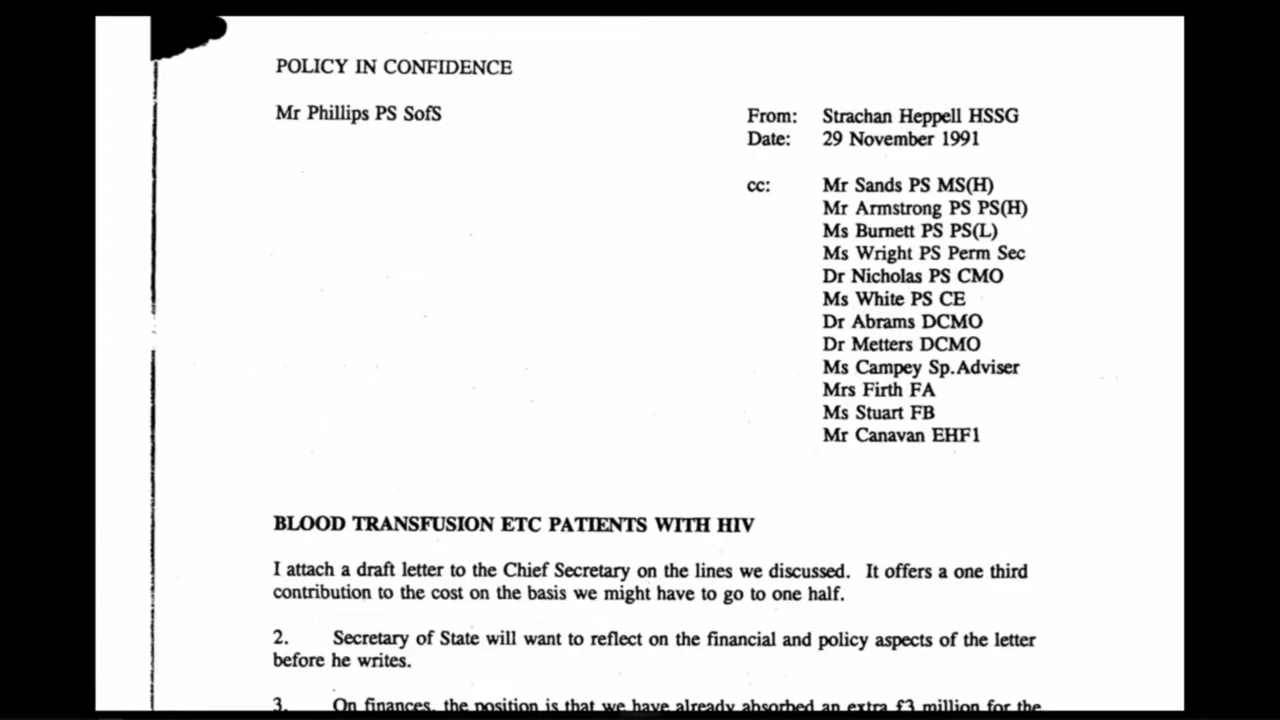 POLICY IN CONFIDENCE
Mr Phillips PS SofS
From: Strachan Heppell HSSG
Date: 29 November 1991
cc: Mr Sands PS MS(H)
Mr Armstrong PS PS(H)
Ms Burnett PS PS(L)
Ms Wright PS Perm Sec
Dr Nicholas PS CMO
Ms White PS CE
Dr Abrams DCMO
Dr Metters DCMO
Ms Campey Sp.Adviser
Mrs Firth FA
Ms Stuart FB
Mr Canavan EHF1
BLOOD TRANSFUSION ETC PATIENTS WITH HIV
I attach a draft letter to the Chief Secretary on the lines we discussed. It offers a one third
contribution to the cost on the basis we might have to go to one half.
2. Secretary of State will want to reflect on the financial and policy aspects of the letter
before he writes.
3. On finances, the position is that we have already absorbed an extra £3 million for the